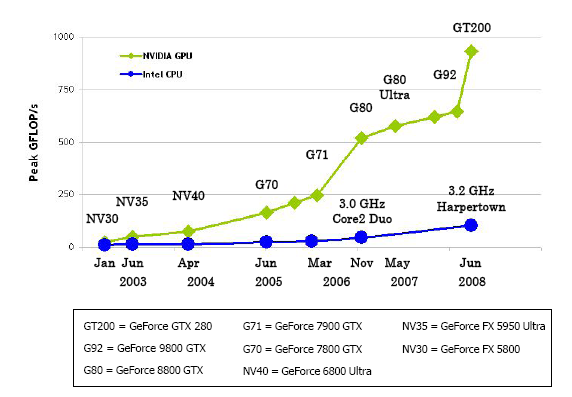 GT200
1000
NVIDIA GPU
Intel CPU
G80
Ultra
G92
750
G80
Peak GFLOP/s
500
G71
G70
NV40
NV35
NV30
250
3.0 GHz
Core2 Duo
3.2 GHz
Harpertown
0
Jan Jun Apr Jun Mar Nov May Jun
2003 2004 2005 2006 2007 2008
GT200 = GeForce GTX 280 G71 = GeForce 7900 GTX NV35 = GeForce FX 5950 Ultra
G92 = GeForce 9800 GTX G70 = GeForce 7800 GTX NV30 = GeForce FX 5800
G80 = GeForce 8800 GTX NV40 = GeForce 6800 Ultra